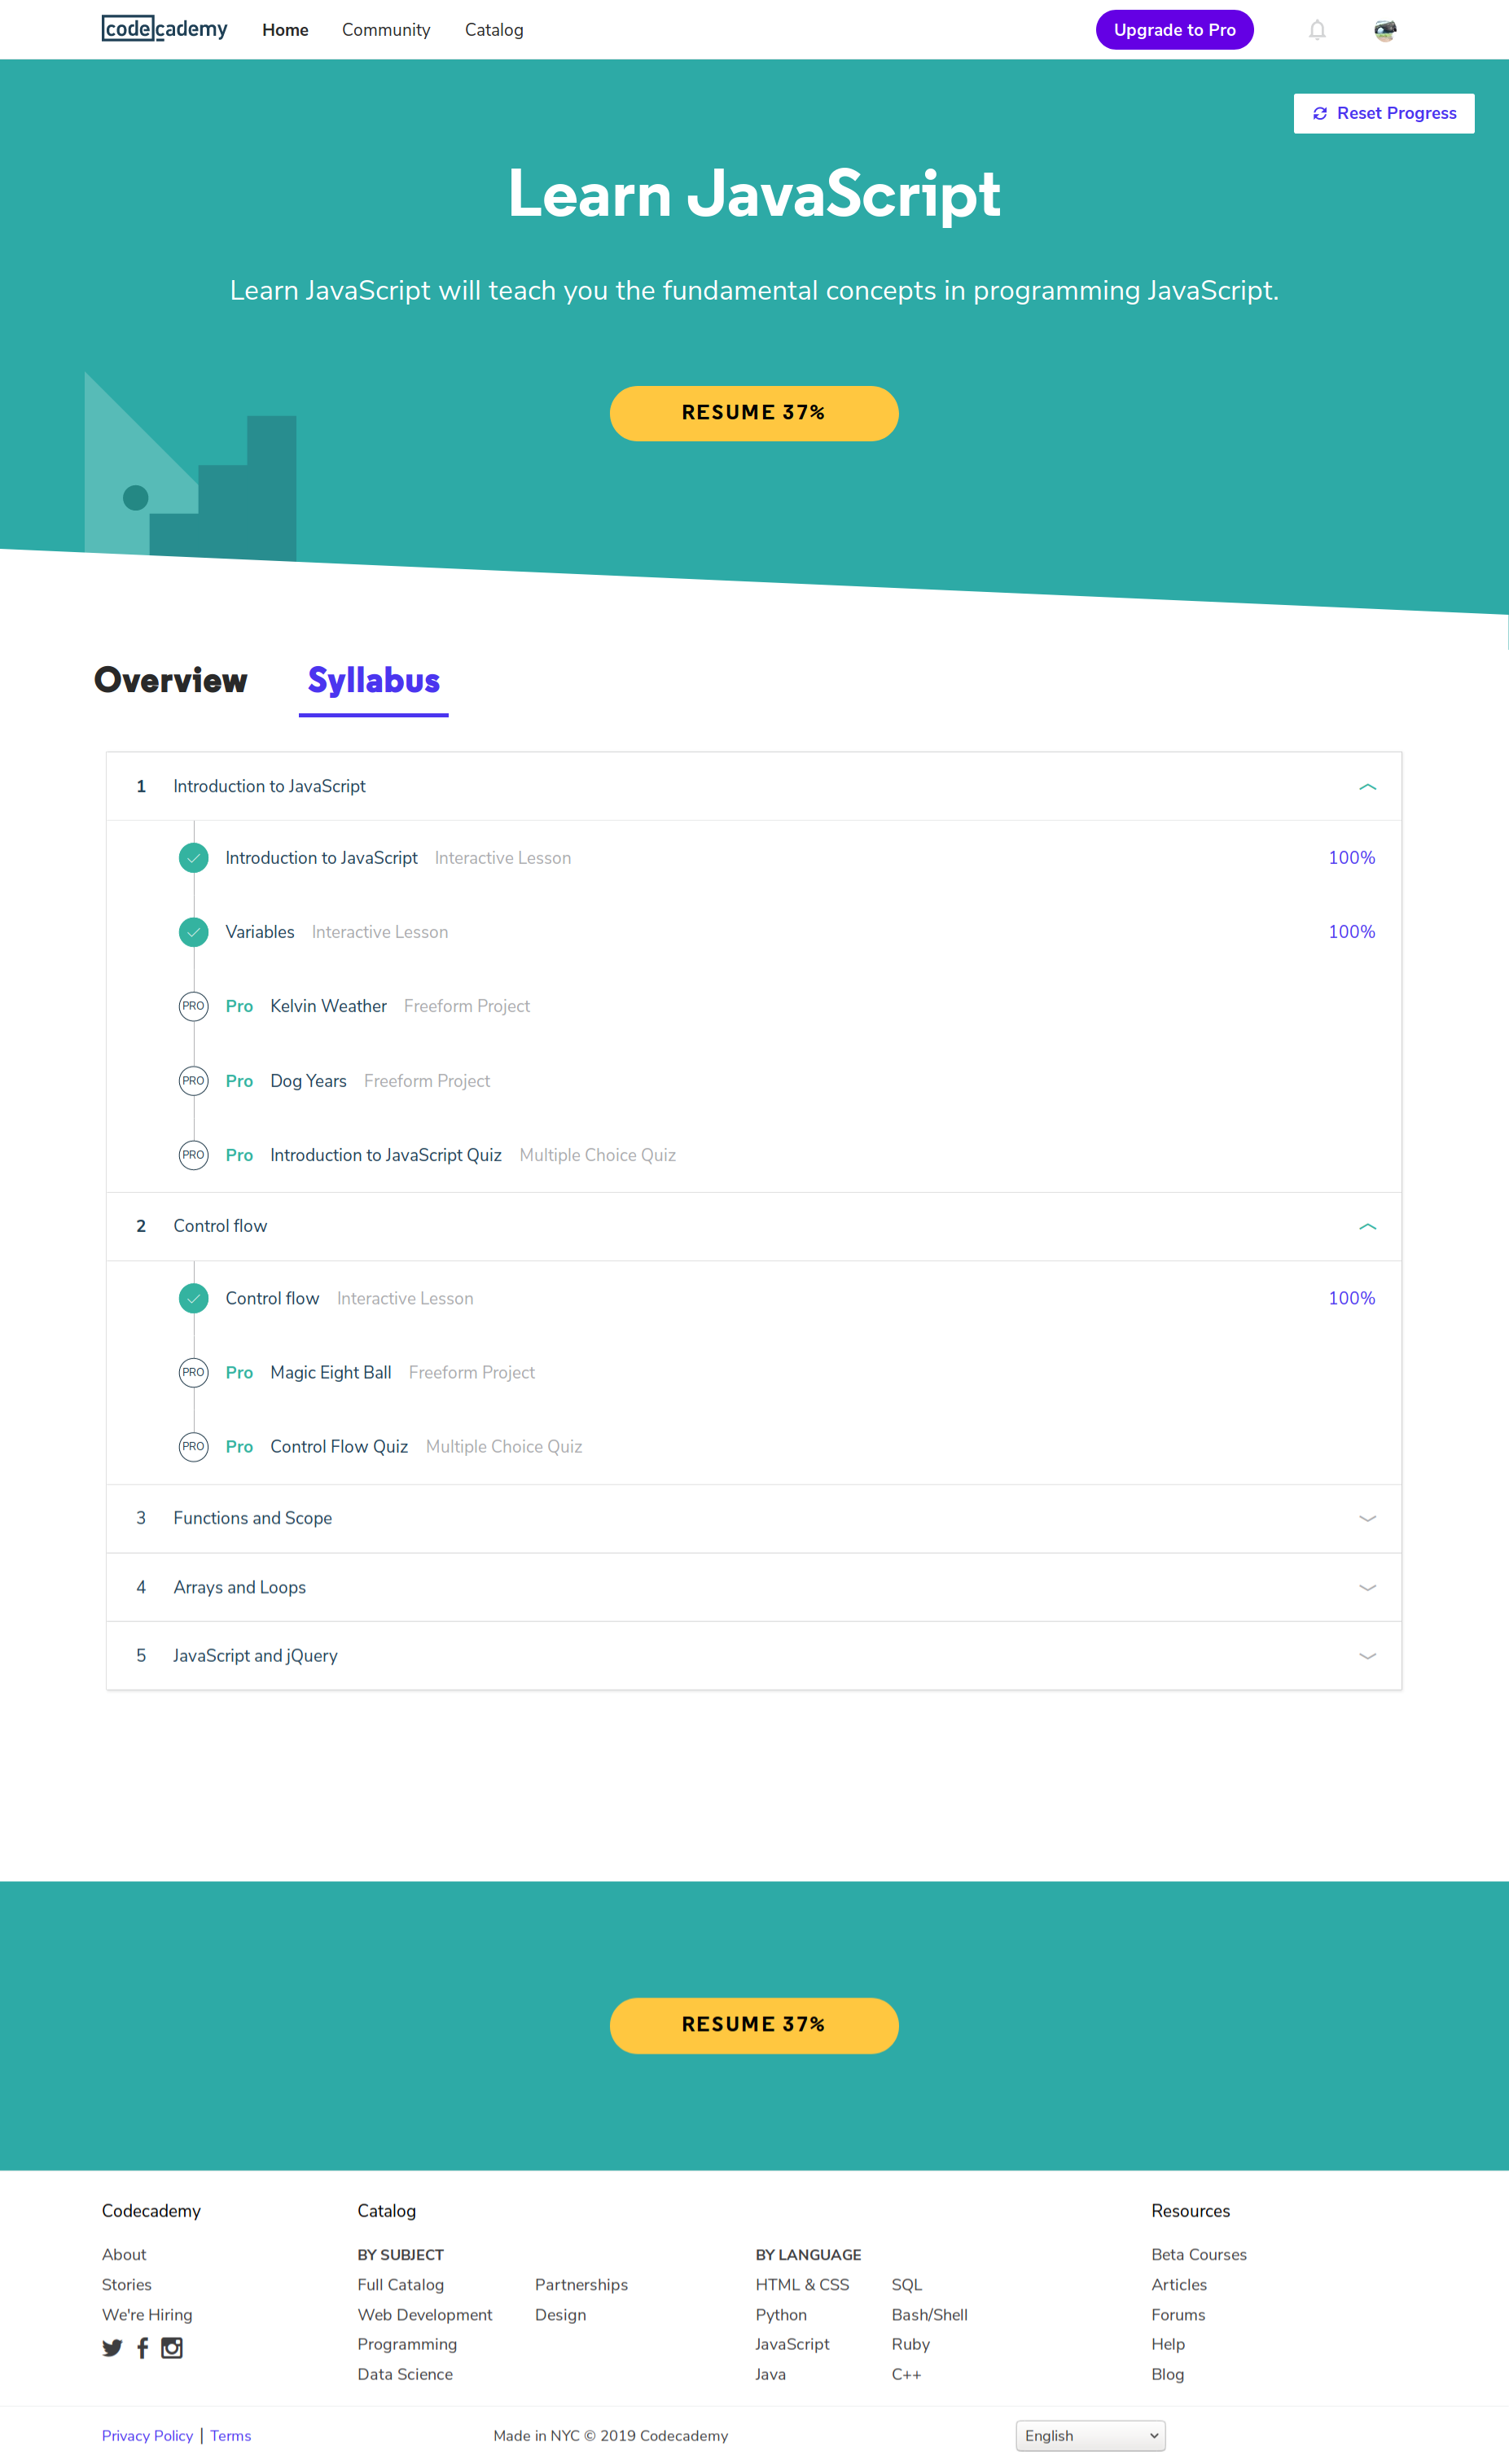 codecademy Home Community Catalog Upgrade to Pro
Reset Progress
Learn JavaScript
Learn JavaScript will teach you the fundamental concepts in programming JavaScript.
RESUME 37%
Overview Syllabus
1 Introduction to JavaScript
Introduction to JavaScript Interactive Lesson 100%
Variables Interactive Lesson 100%
PRO Pro Kelvin Weather Freeform Project
PRO Pro Dog Years Freeform Project
PRO Pro Introduction to JavaScript Quiz Multiple Choice Quiz
2 Control flow
Control flow Interactive Lesson 100%
PRO Pro Magic Eight Ball Freeform Project
PRO Pro Control Flow Quiz Multiple Choice Quiz
3 Functions and Scope
4 Arrays and Loops
5 JavaScript and jQuery
RESUME 37%
Codecademy
About
Stories
We're Hiring
Catalog
BY SUBJECT
Full Catalog
Web Development
Programming
Data Science
Partnerships
Design
BY LANGUAGE
HTML & CSS
Python
JavaScript
Java
SQL
Bash/Shell
Ruby
C++
Resources
Beta Courses
Articles
Forums
Help
Blog
Privacy Policy | Terms
Made in NYC © 2019 Codecademy
English